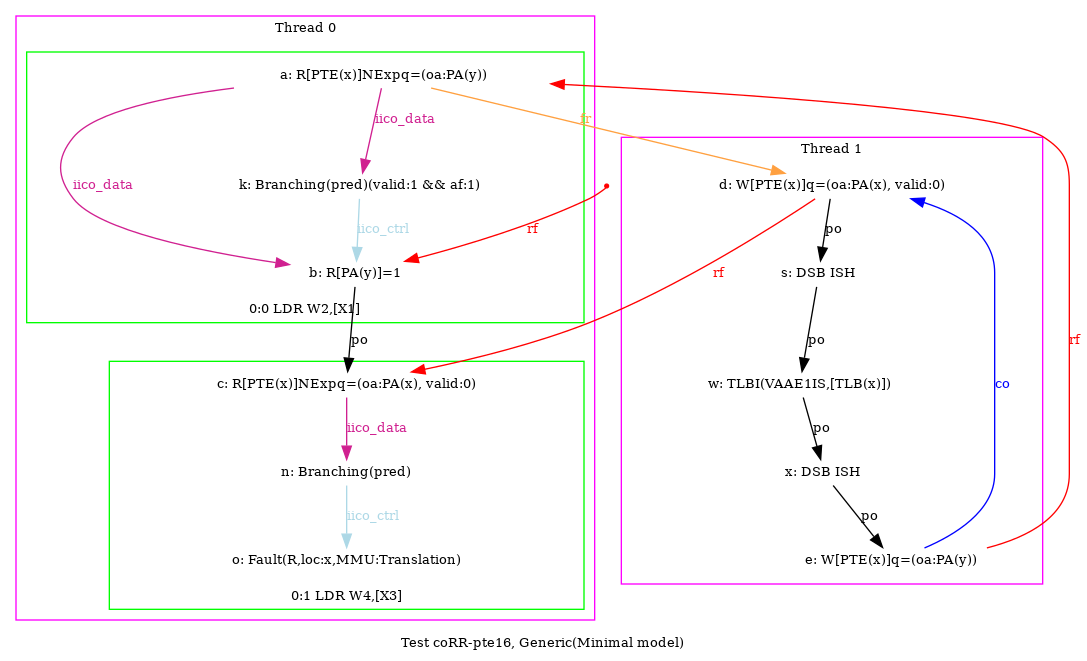 Thread 0
a: R[PTE(x)]NExpq=(oa:PA(y))
iico_data
fr
Thread 1
iico_data
k: Branching(pred)(valid:1 && af:1)
d: W[PTE(x)]q=(oa:PA(x), valid:0)
iico_ctrl
rf
po
b: R[PA(y)]=1
rf
s: DSB ISH
0:0 LDR W2,[X1]
po
po
rf
c: R[PTE(x)]NExpq=(oa:PA(x), valid:0)
w: TLBI(VAAE1IS,[TLB(x)])
co
iico_data
po
n: Branching(pred)
x: DSB ISH
iico_ctrl
po
o: Fault(R,loc:x,MMU:Translation)
e: W[PTE(x)]q=(oa:PA(y))
0:1 LDR W4,[X3]
Test coRR-pte16, Generic(Minimal model)